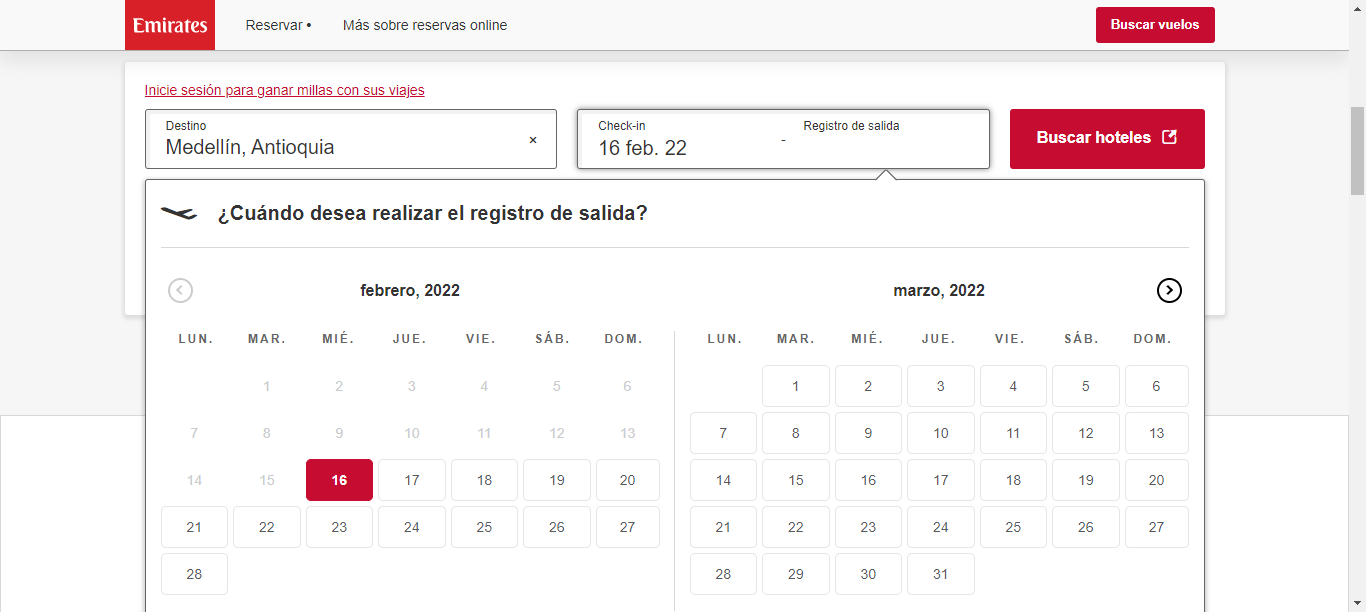 Emirates Reservar • Más sobre reservas online Buscar vuelos
Inicie sesión para ganar millas con sus viajes
Destino Check-in Registro de salida
Medellín, Antioquia × 16 feb. 22 - Buscar hoteles
¿Cuándo desea realizar el registro de salida?
febrero, 2022 marzo, 2022
LUN. MAR. MIÉ. JUE. VIE. SÁB. DOM. LUN. MAR. MIÉ. JUE. VIE. SÁB. DOM.
1 2 3 4 5 6 1 2 3 4 5 6
7 8 9 10 11 12 13 7 8 9 10 11 12 13
14 15 16 17 18 19 20 14 15 16 17 18 19 20
21 22 23 24 25 26 27 21 22 23 24 25 26 27
28 28 29 30 31